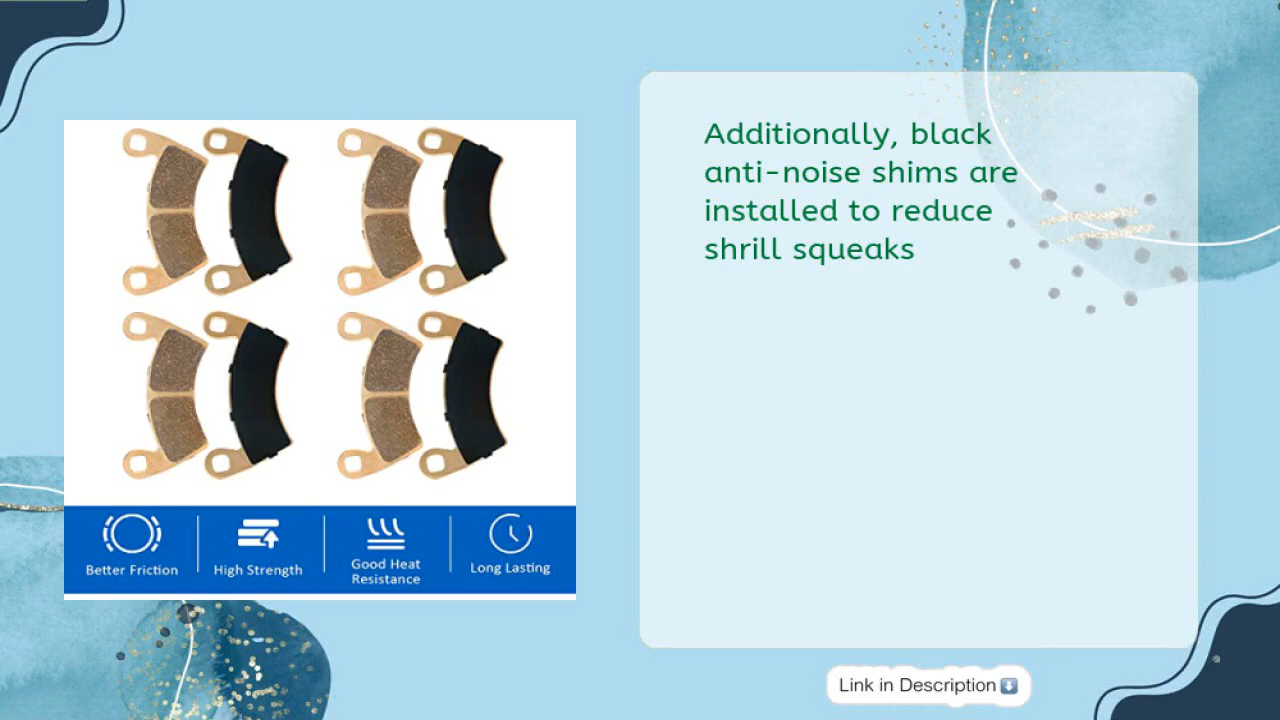 Additionally, black
anti-noise shims are
installed to reduce
shrill squeaks
Better Friction
High Strength
Good Heat
Resistance
Long Lasting
Link in Description⬇️